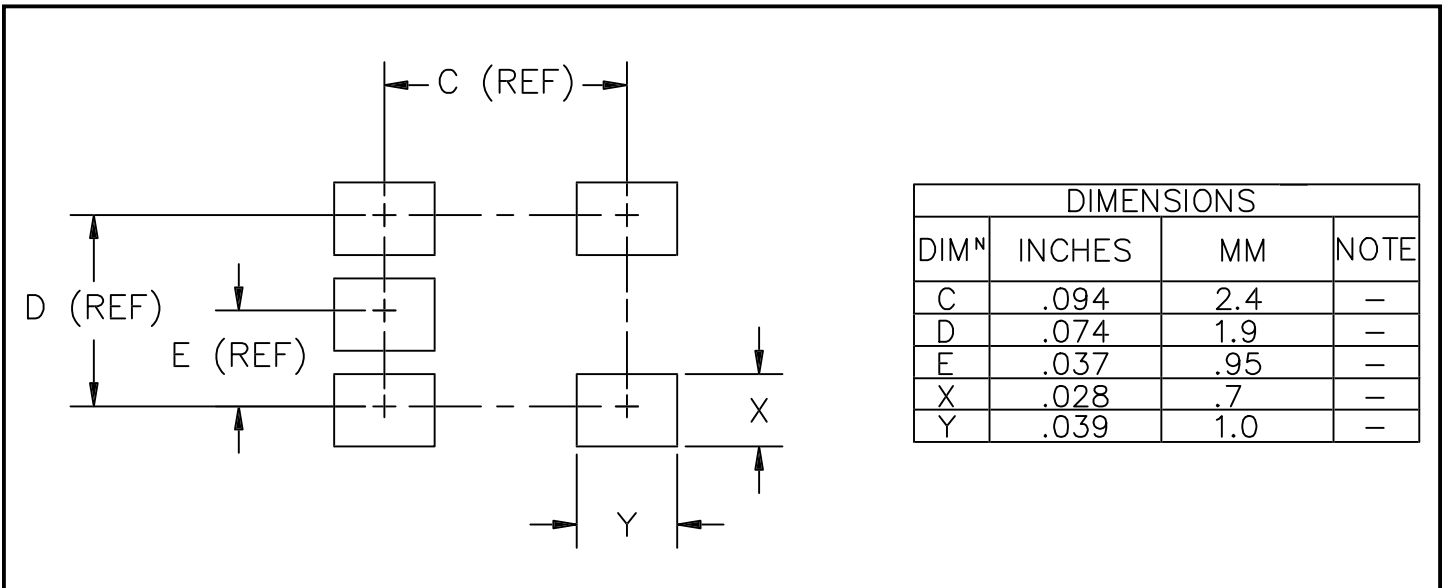 C (REF)
D (REF)
E (REF)
X
Y
DIMENSIONS
DIMᴺ INCHES MM NOTE
C .094 2.4 –
D .074 1.9 –
E .037 .95 –
X .028 .7 –
Y .039 1.0 –